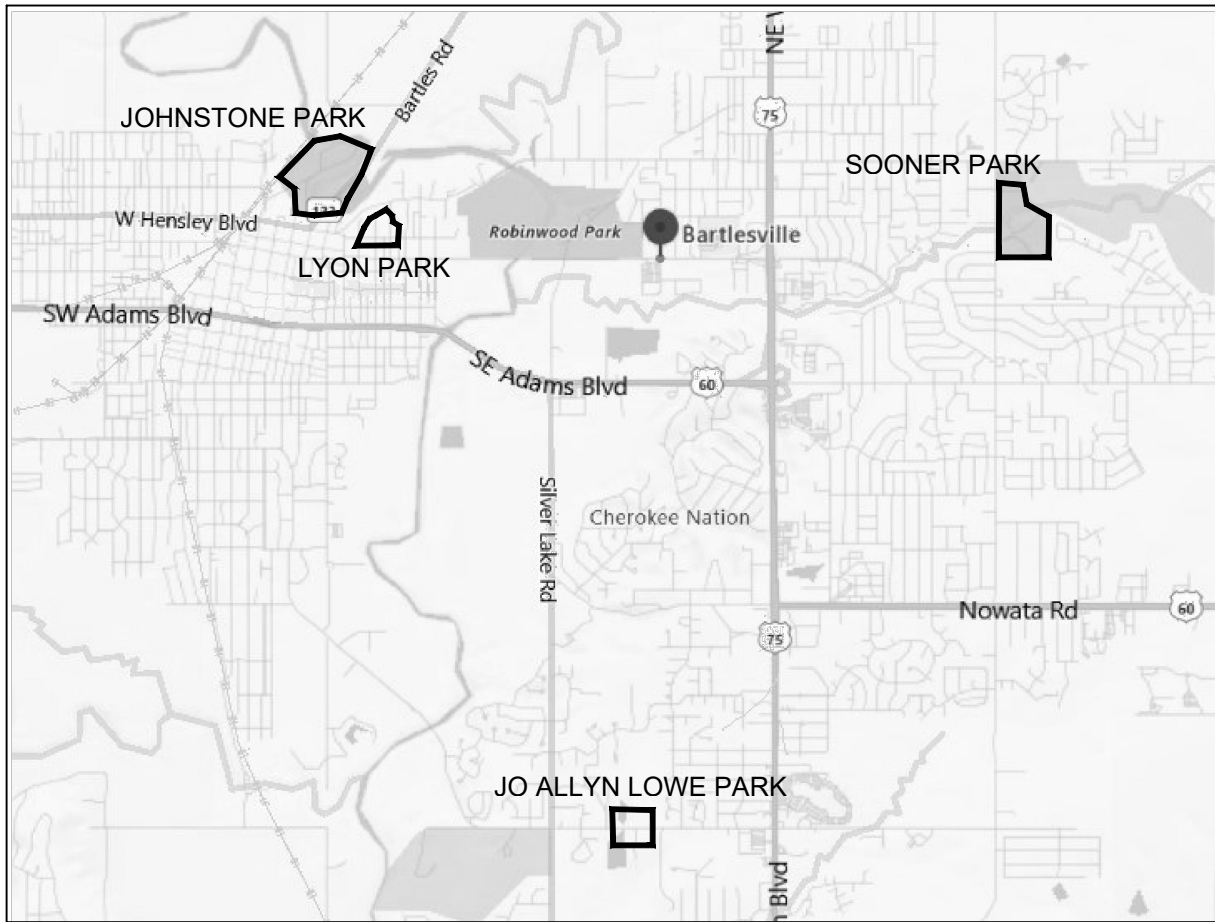 NE
Bartles Rd
75
JOHNSTONE PARK
SOONER PARK
123
W Hensley Blvd
Robinwood Park
Bartlesville
LYON PARK
SW Adams Blvd
SE Adams Blvd
60
Silver Lake Rd
Cherokee Nation
Nowata Rd
60
75
JO ALLYN LOWE PARK
Blvd